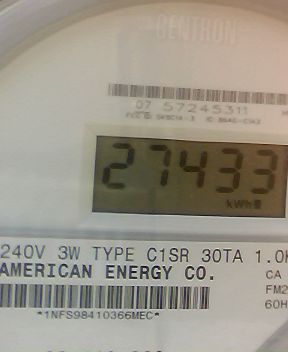 CENTRON
07 57245311
27433
kWh
240V 3W TYPE C1SR 30TA 1.0
AMERICAN ENERGY CO.
CA
FM2
60H
*1NFS98410366MEC*